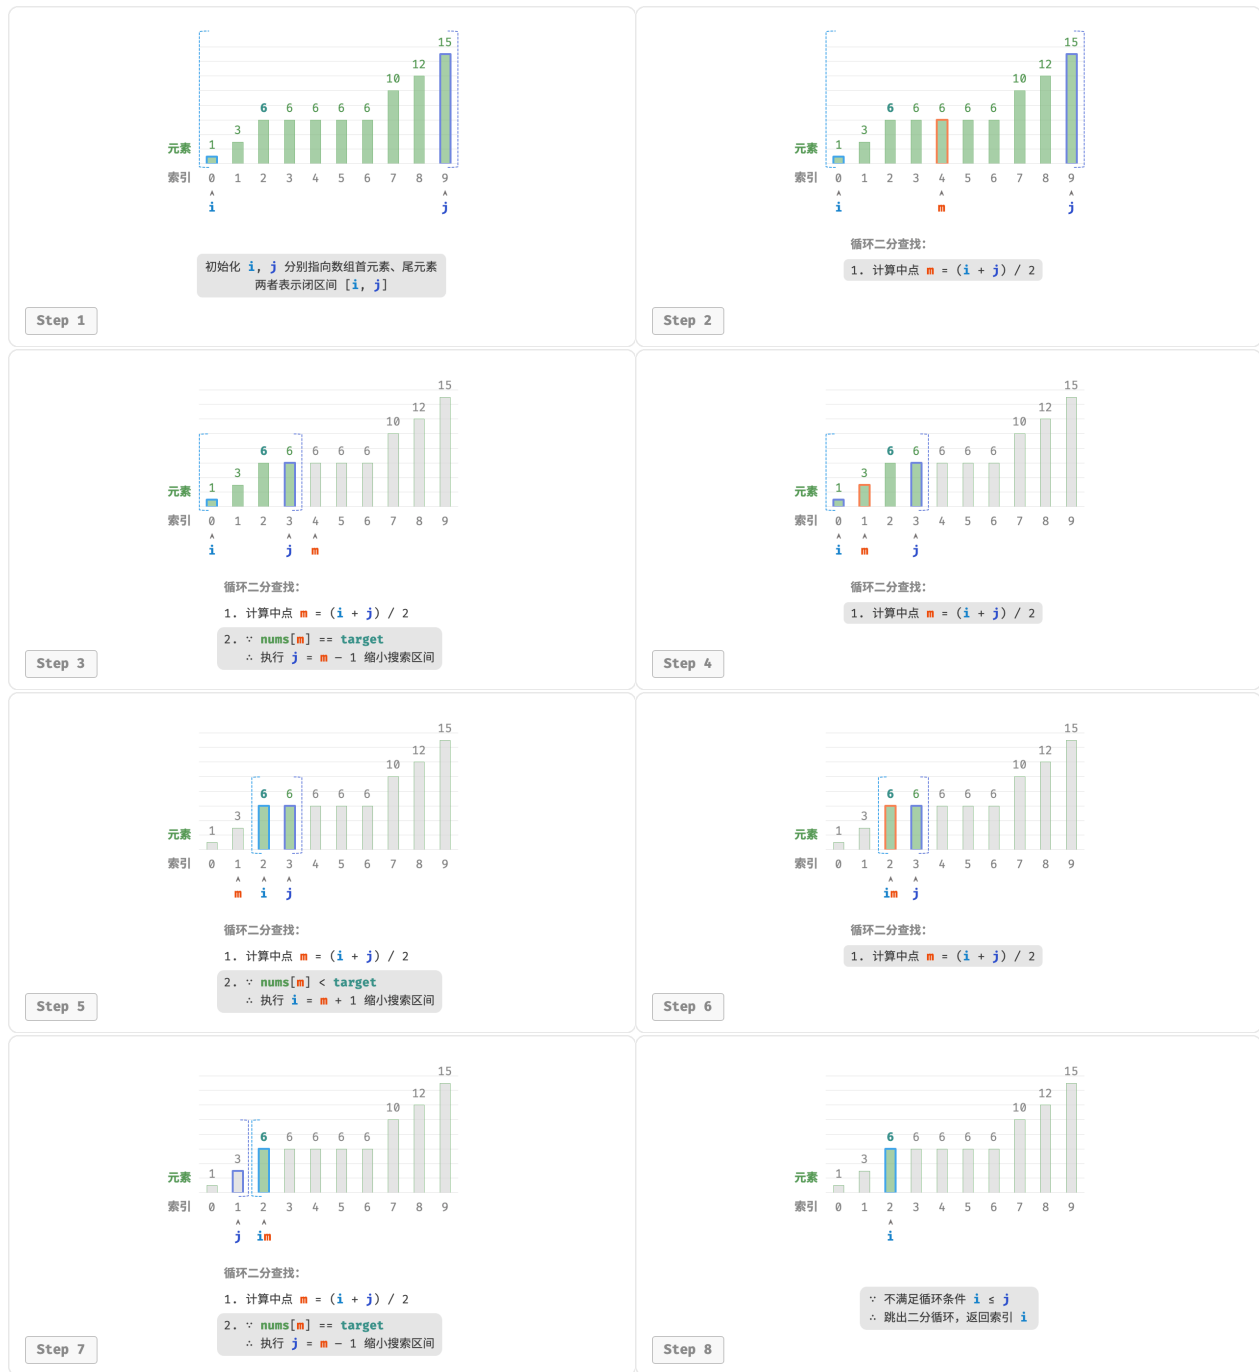 15
12
10
6 6 6 6 6
3
1
元素
索引 0 1 2 3 4 5 6 7 8 9
i j
初始化 i, j 分别指向数组首元素、尾元素
两者表示闭区间 [i, j]
Step 1
15
12
10
6 6 6 6 6
3
1
元素
索引 0 1 2 3 4 5 6 7 8 9
i m j
循环二分查找:
1. 计算中点 m = (i + j) / 2
Step 2
15
12
10
6 6 6 6 6
3
1
元素
索引 0 1 2 3 4 5 6 7 8 9
i j m
循环二分查找:
1. 计算中点 m = (i + j) / 2
2. ∵ nums[m] == target
∴ 执行 j = m − 1 缩小搜索区间
Step 3
15
12
10
6 6 6 6 6
3
1
元素
索引 0 1 2 3 4 5 6 7 8 9
i m j
循环二分查找:
1. 计算中点 m = (i + j) / 2
Step 4
15
12
10
6 6 6 6 6
3
1
元素
索引 0 1 2 3 4 5 6 7 8 9
m i j
循环二分查找:
1. 计算中点 m = (i + j) / 2
2. ∵ nums[m] < target
∴ 执行 i = m + 1 缩小搜索区间
Step 5
15
12
10
6 6 6 6 6
3
1
元素
索引 0 1 2 3 4 5 6 7 8 9
im j
循环二分查找:
1. 计算中点 m = (i + j) / 2
Step 6
15
12
10
6 6 6 6 6
3
1
元素
索引 0 1 2 3 4 5 6 7 8 9
j im
循环二分查找:
1. 计算中点 m = (i + j) / 2
2. ∵ nums[m] == target
∴ 执行 j = m − 1 缩小搜索区间
Step 7
15
12
10
6 6 6 6 6
3
1
元素
索引 0 1 2 3 4 5 6 7 8 9
i
∵ 不满足循环条件 i ≤ j
∴ 跳出二分循环，返回索引 i
Step 8